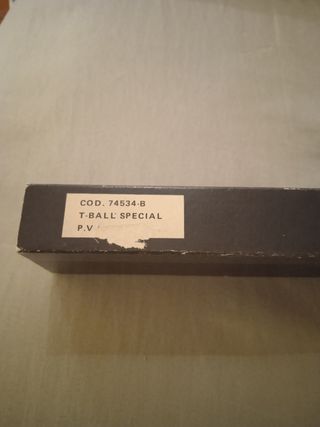 COD. 74534-B
T-BALL SPECIAL
P.V